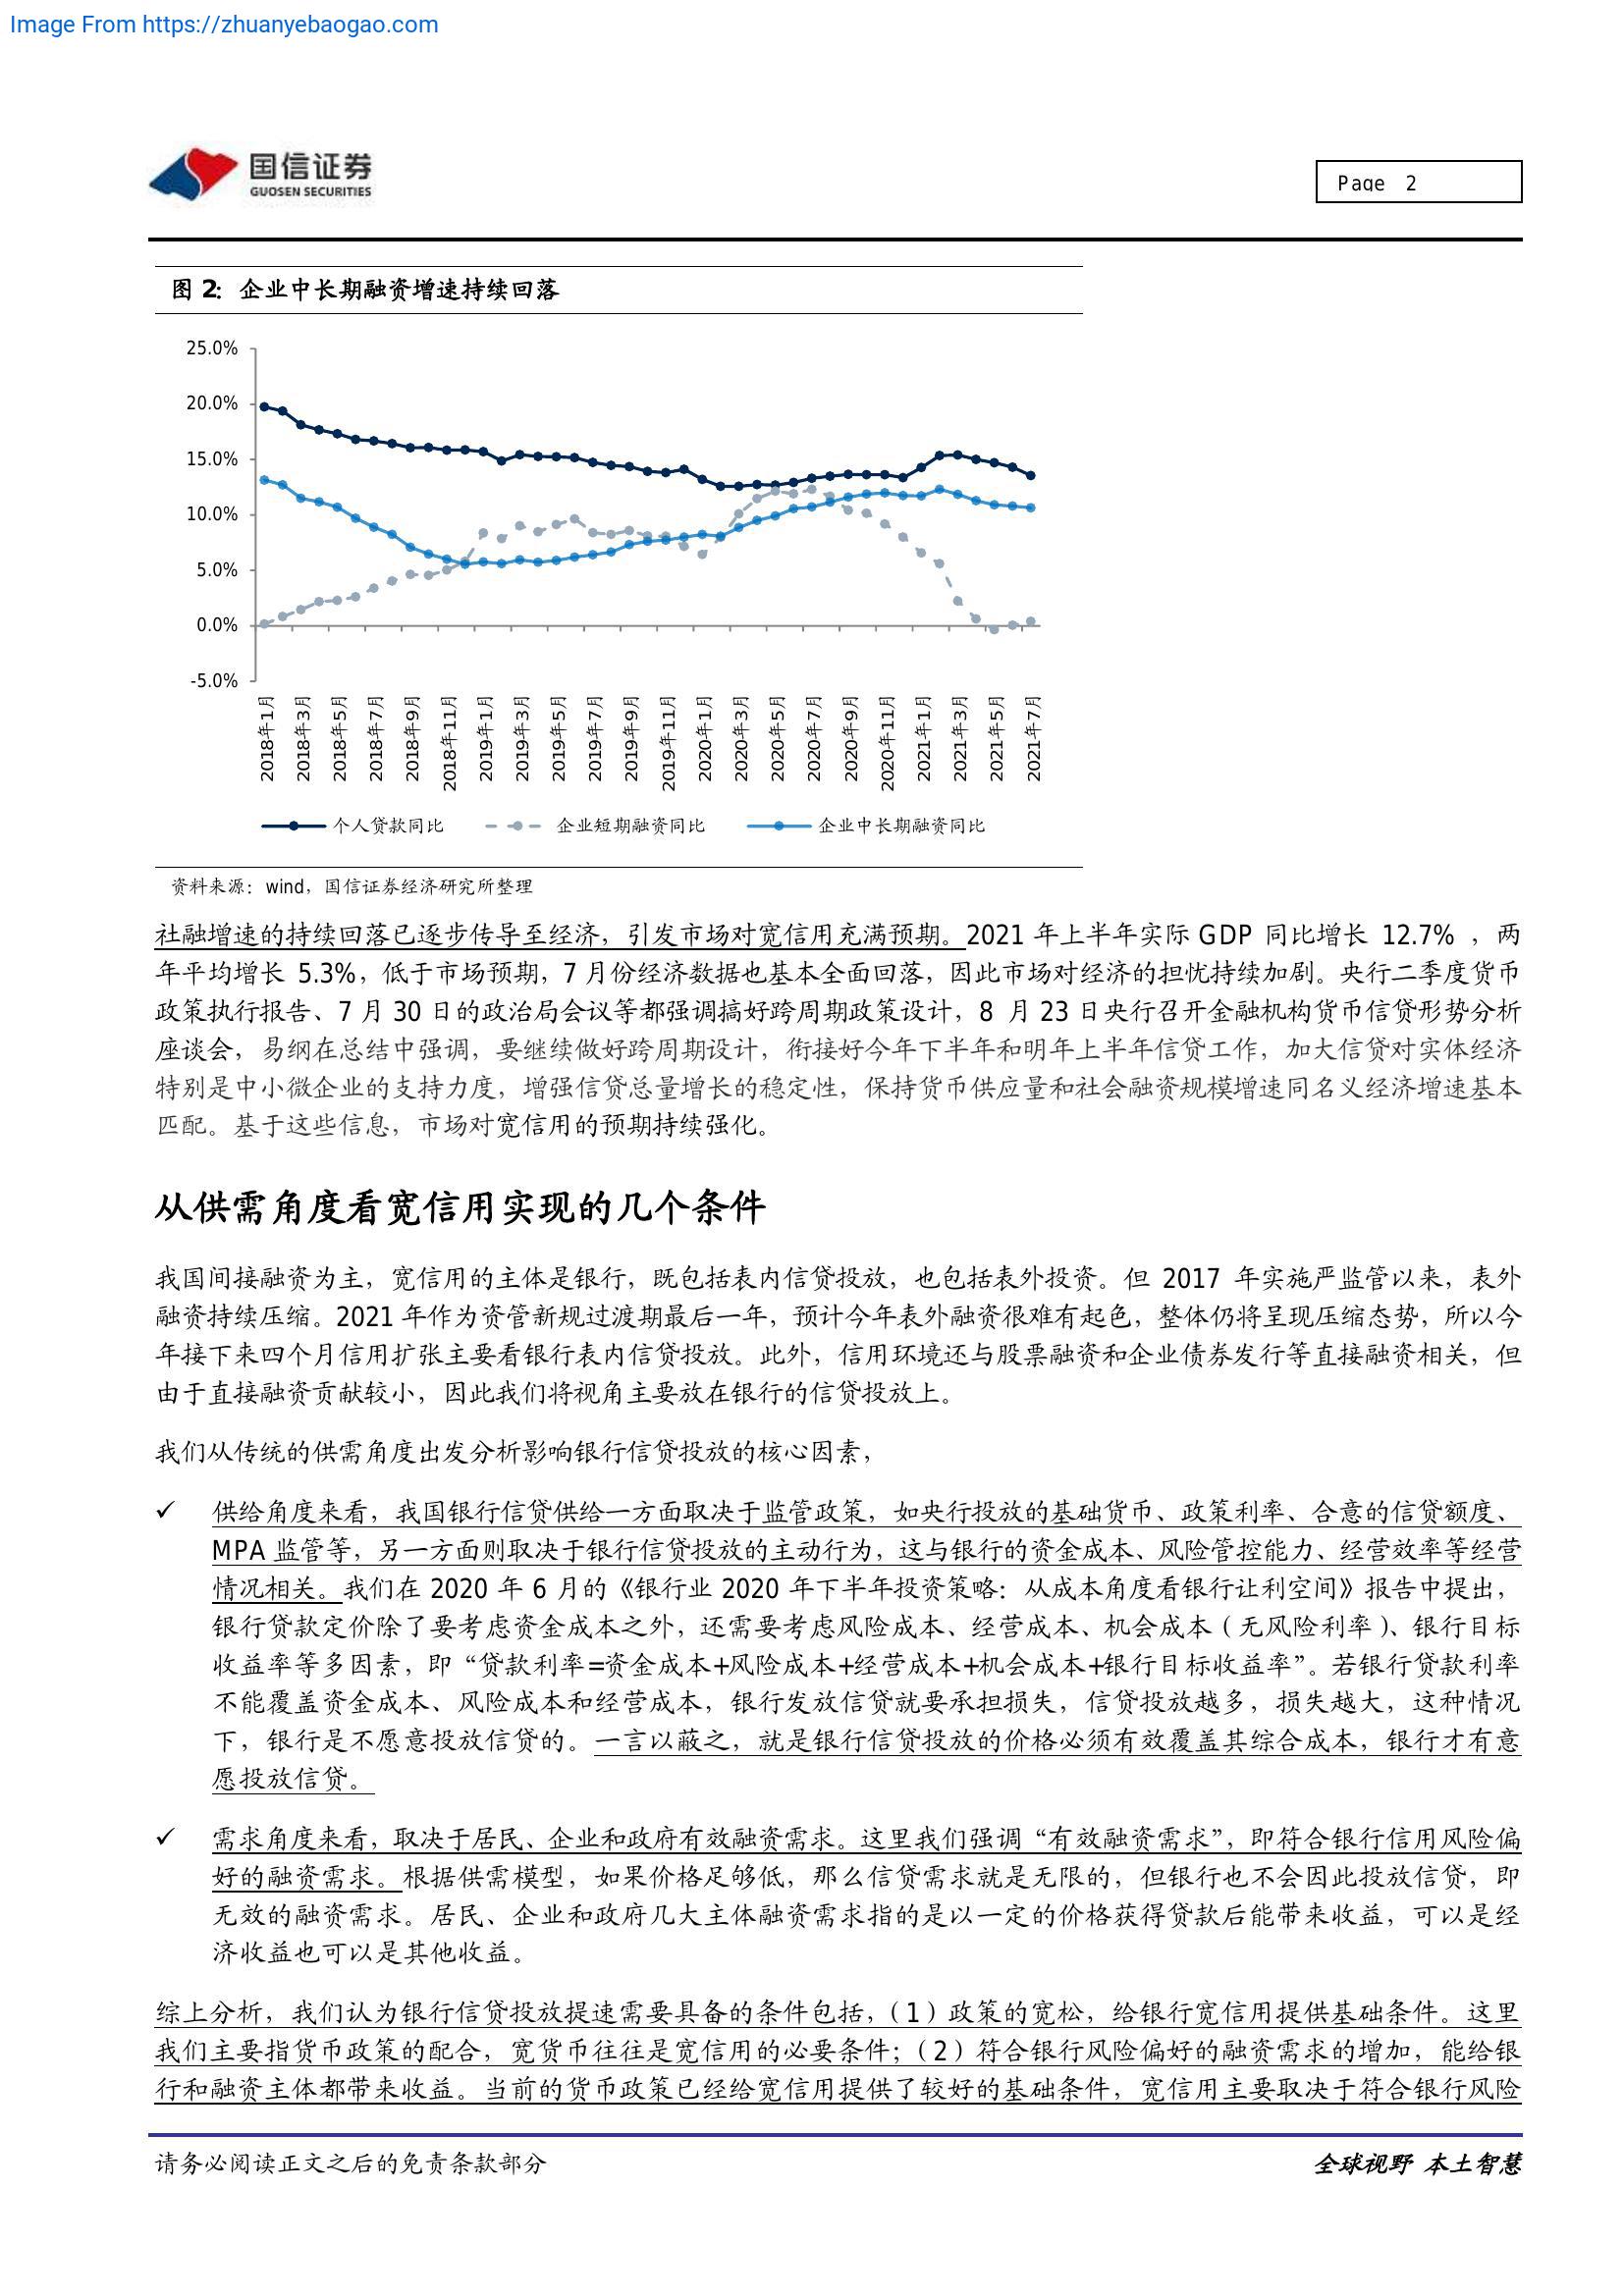 Image From https://zhuanyebaogao.com
国信证券
GUOSEN SECURITIES
Page 2
图 2：企业中长期融资增速持续回落
25.0%
20.0%
15.0%
10.0%
5.0%
0.0%
-5.0%
2018年1月
2018年3月
2018年5月
2018年7月
2018年9月
2018年11月
2019年1月
2019年3月
2019年5月
2019年7月
2019年9月
2019年11月
2020年1月
2020年3月
2020年5月
2020年7月
2020年9月
2020年11月
2021年1月
2021年3月
2021年5月
2021年7月
个人贷款同比 企业短期融资同比 企业中长期融资同比
资料来源：wind，国信证券经济研究所整理
社融增速的持续回落已逐步传导至经济，引发市场对宽信用充满预期。2021 年上半年实际 GDP 同比增长 12.7% ，两
年平均增长 5.3%，低于市场预期，7 月份经济数据也基本全面回落，因此市场对经济的担忧持续加剧。央行二季度货币
政策执行报告、7 月 30 日的政治局会议等都强调搞好跨周期政策设计，8 月 23 日央行召开金融机构货币信贷形势分析
座谈会，易纲在总结中强调，要继续做好跨周期设计，衔接好今年下半年和明年上半年信贷工作，加大信贷对实体经济
特别是中小微企业的支持力度，增强信贷总量增长的稳定性，保持货币供应量和社会融资规模增速同名义经济增速基本
匹配。基于这些信息，市场对宽信用的预期持续强化。
从供需角度看宽信用实现的几个条件
我国间接融资为主，宽信用的主体是银行，既包括表内信贷投放，也包括表外投资。但 2017 年实施严监管以来，表外
融资持续压缩。2021 年作为资管新规过渡期最后一年，预计今年表外融资很难有起色，整体仍将呈现压缩态势，所以今
年接下来四个月信用扩张主要看银行表内信贷投放。此外，信用环境还与股票融资和企业债券发行等直接融资相关，但
由于直接融资贡献较小，因此我们将视角主要放在银行的信贷投放上。
我们从传统的供需角度出发分析影响银行信贷投放的核心因素，
✓ 供给角度来看，我国银行信贷供给一方面取决于监管政策，如央行投放的基础货币、政策利率、合意的信贷额度、
MPA 监管等，另一方面则取决于银行信贷投放的主动行为，这与银行的资金成本、风险管控能力、经营效率等经营
情况相关。我们在 2020 年 6 月的《银行业 2020 年下半年投资策略：从成本角度看银行让利空间》报告中提出，
银行贷款定价除了要考虑资金成本之外，还需要考虑风险成本、经营成本、机会成本（无风险利率）、银行目标
收益率等多因素，即“贷款利率=资金成本+风险成本+经营成本+机会成本+银行目标收益率”。若银行贷款利率
不能覆盖资金成本、风险成本和经营成本，银行发放信贷就要承担损失，信贷投放越多，损失越大，这种情况
下，银行是不愿意投放信贷的。一言以蔽之，就是银行信贷投放的价格必须有效覆盖其综合成本，银行才有意
愿投放信贷。
✓ 需求角度来看，取决于居民、企业和政府有效融资需求。这里我们强调“有效融资需求”，即符合银行信用风险偏
好的融资需求。根据供需模型，如果价格足够低，那么信贷需求就是无限的，但银行也不会因此投放信贷，即
无效的融资需求。居民、企业和政府几大主体融资需求指的是以一定的价格获得贷款后能带来收益，可以是经
济收益也可以是其他收益。
综上分析，我们认为银行信贷投放提速需要具备的条件包括，（1）政策的宽松，给银行宽信用提供基础条件。这里
我们主要指货币政策的配合，宽货币往往是宽信用的必要条件；（2）符合银行风险偏好的融资需求的增加，能给银
行和融资主体都带来收益。当前的货币政策已经给宽信用提供了较好的基础条件，宽信用主要取决于符合银行风险
请务必阅读正文之后的免责条款部分
全球视野 本土智慧